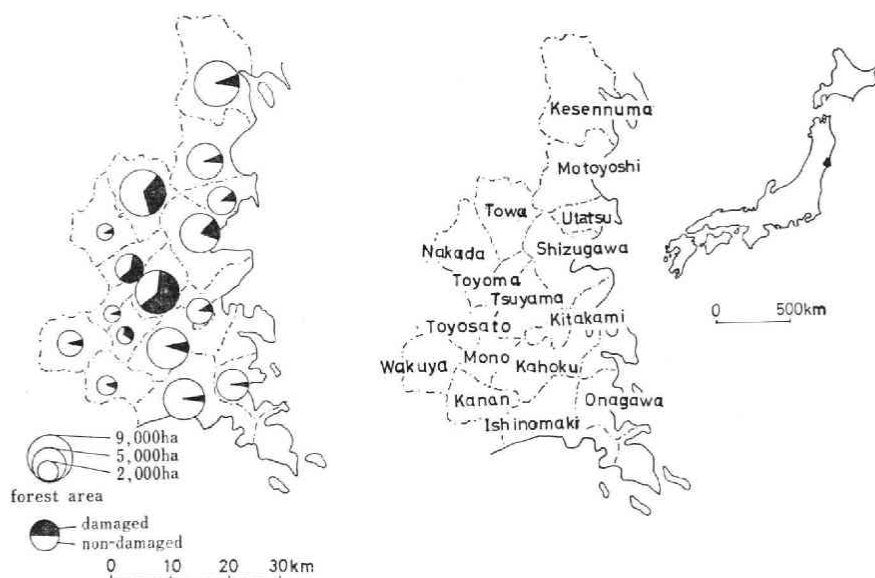 Kesennuma
Motoyoshi
Towa
Utatsu
Nakada
Shizugawa
Toyoma
Tsuyama
Kitakami
Toyosato
Wakuya
Mono
Kahoku
Kanan
Onagawa
Ishinomaki
0 500km
9,000ha
5,000ha
2,000ha
forest area
damaged
non-damaged
0 10 20 30km